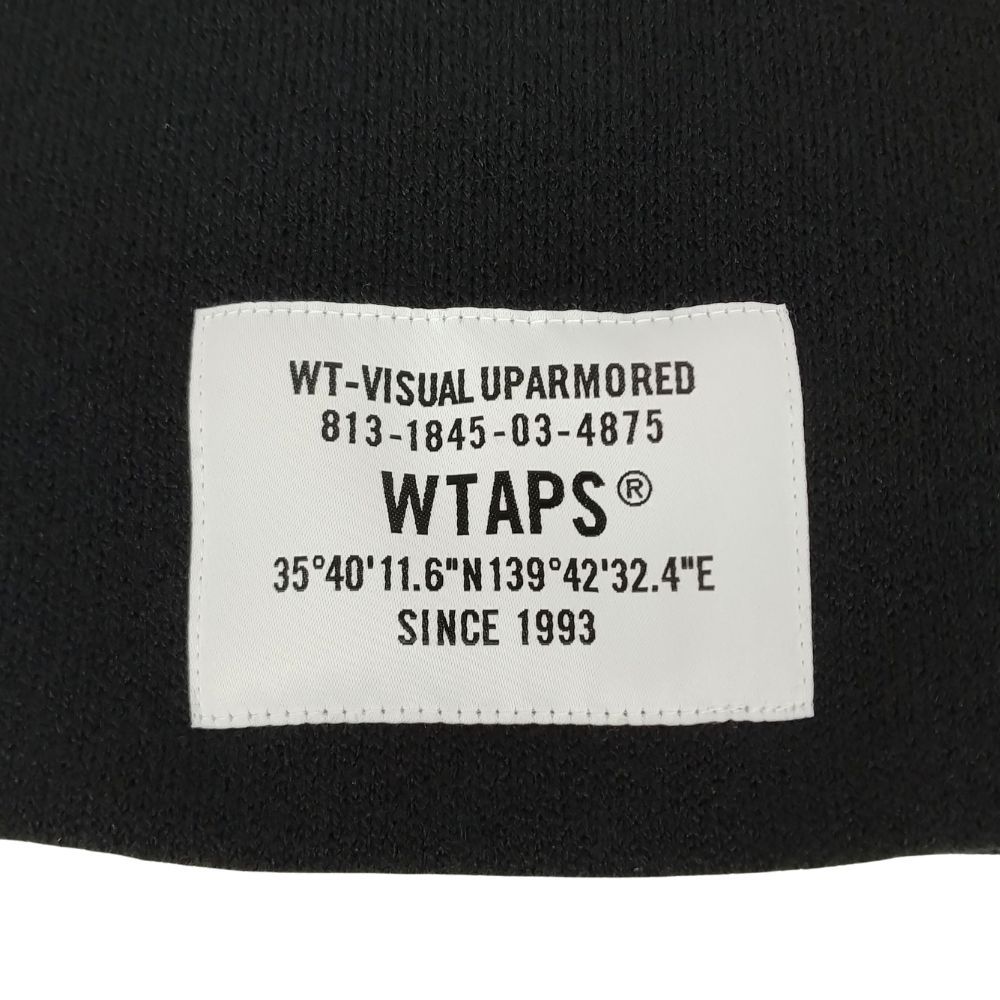 WT-VISUAL UPARMORED
813-1845-03-4875
WTAPS®
35°40'11.6"N139°42'32.4"E
SINCE 1993